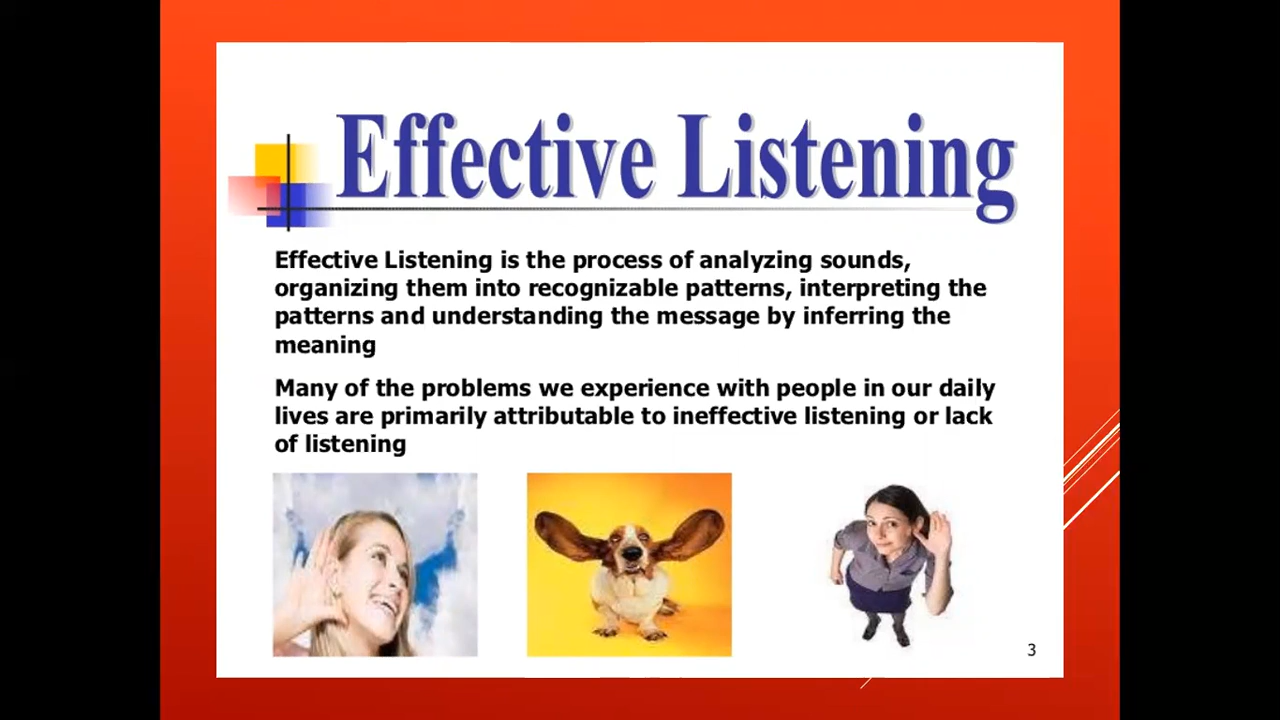 Effective Listening
Effective Listening is the process of analyzing sounds,
organizing them into recognizable patterns, interpreting the
patterns and understanding the message by inferring the
meaning
Many of the problems we experience with people in our daily
lives are primarily attributable to ineffective listening or lack
of listening
3